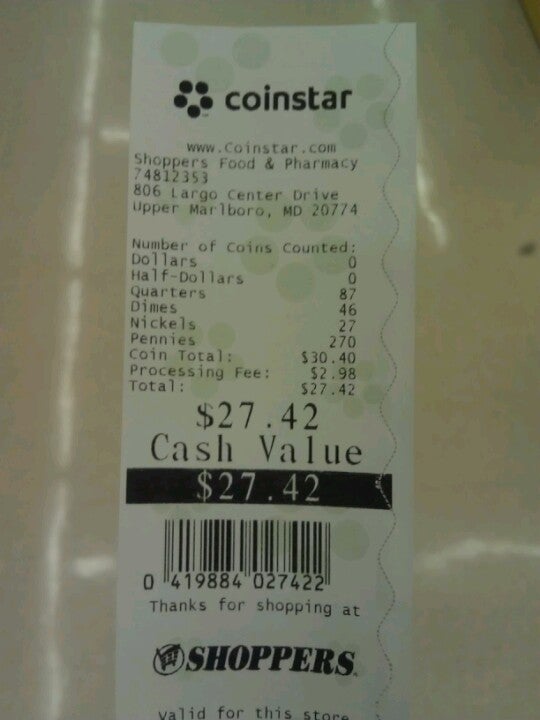 coinstar
www.Coinstar.com
Shoppers Food & Pharmacy
74812353
806 Largo Center Drive
Upper Marlboro, MD 20774
Number of Coins Counted:
Dollars 0
Half-Dollars 0
Quarters 87
Dimes 46
Nickels 27
Pennies 270
Coin Total: $30.40
Processing Fee: $2.98
Total: $27.42
$27.42
Cash Value
$27.42
0 419884 027422
Thanks for shopping at
SHOPPERS
valid for this store